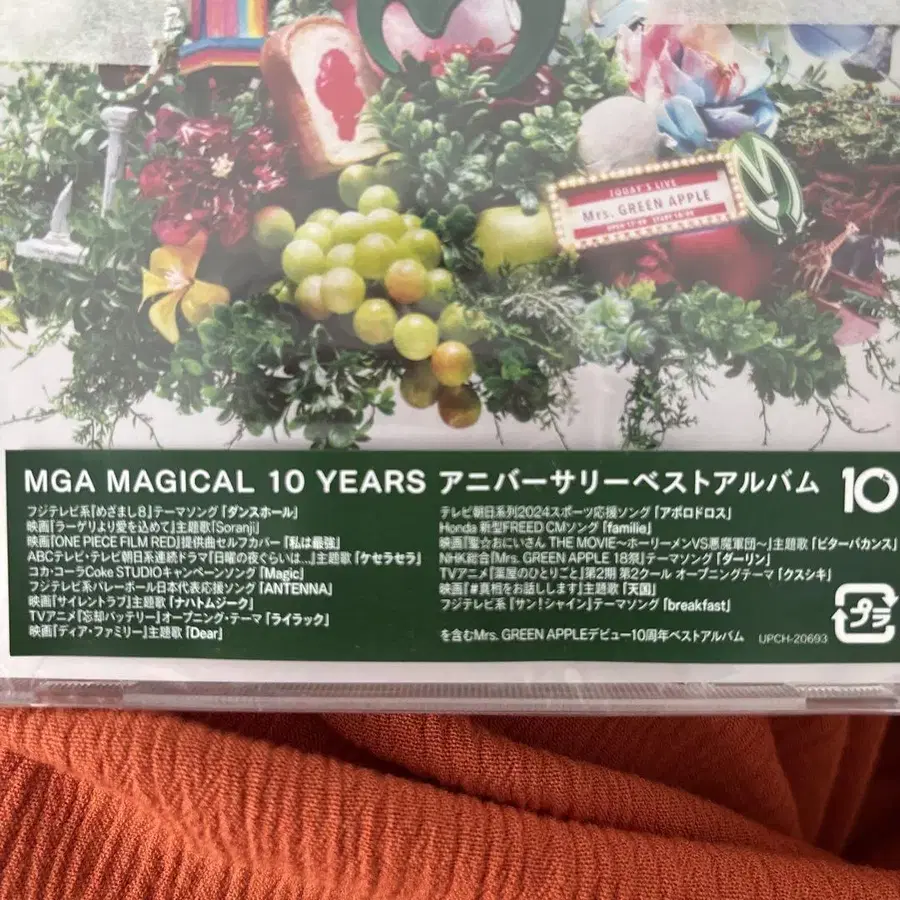 TODAY'S LIVE
Mrs. GREEN APPLE
MGA MAGICAL 10 YEARS アニバーサリーベストアルバム
10
フジテレビ系『めざまし8』テーマソング「ダンスホール」
映画『ラーゲリより愛を込めて』主題歌「Soranji」
映画『ONE PIECE FILM RED』提供曲セルフカバー「私は最強」
ABCテレビ・テレビ朝日系連続ドラマ『日曜の夜ぐらいは...』主題歌「ケセラセラ」
コカ・コーラCoke STUDIOキャンペーンソング「Magic」
フジテレビ系バレーボール日本代表応援ソング「ANTENNA」
映画『サイレントラブ』主題歌「ナハトムジーク」
TVアニメ『忘却バッテリー』オープニング・テーマ「ライラック」
映画『ディア・ファミリー』主題歌「Dear」
テレビ朝日系列2024スポーツ応援ソング「アポロドロス」
Honda 新型FREED CMソング「familie」
映画『聖☆おにいさん THE MOVIE〜ホーリーメンVS悪魔軍団〜』主題歌「ビターバカンス」
NHK総合『Mrs. GREEN APPLE 18祭』テーマソング「ダーリン」
TVアニメ『薬屋のひとりごと』第2期 第2クール オープニングテーマ「クスシキ」
映画『#真相をお話しします』主題歌「天国」
フジテレビ系『サン!シャイン』テーマソング「breakfast」
を含むMrs. GREEN APPLEデビュー10周年ベストアルバム UPCH-20693
プラ